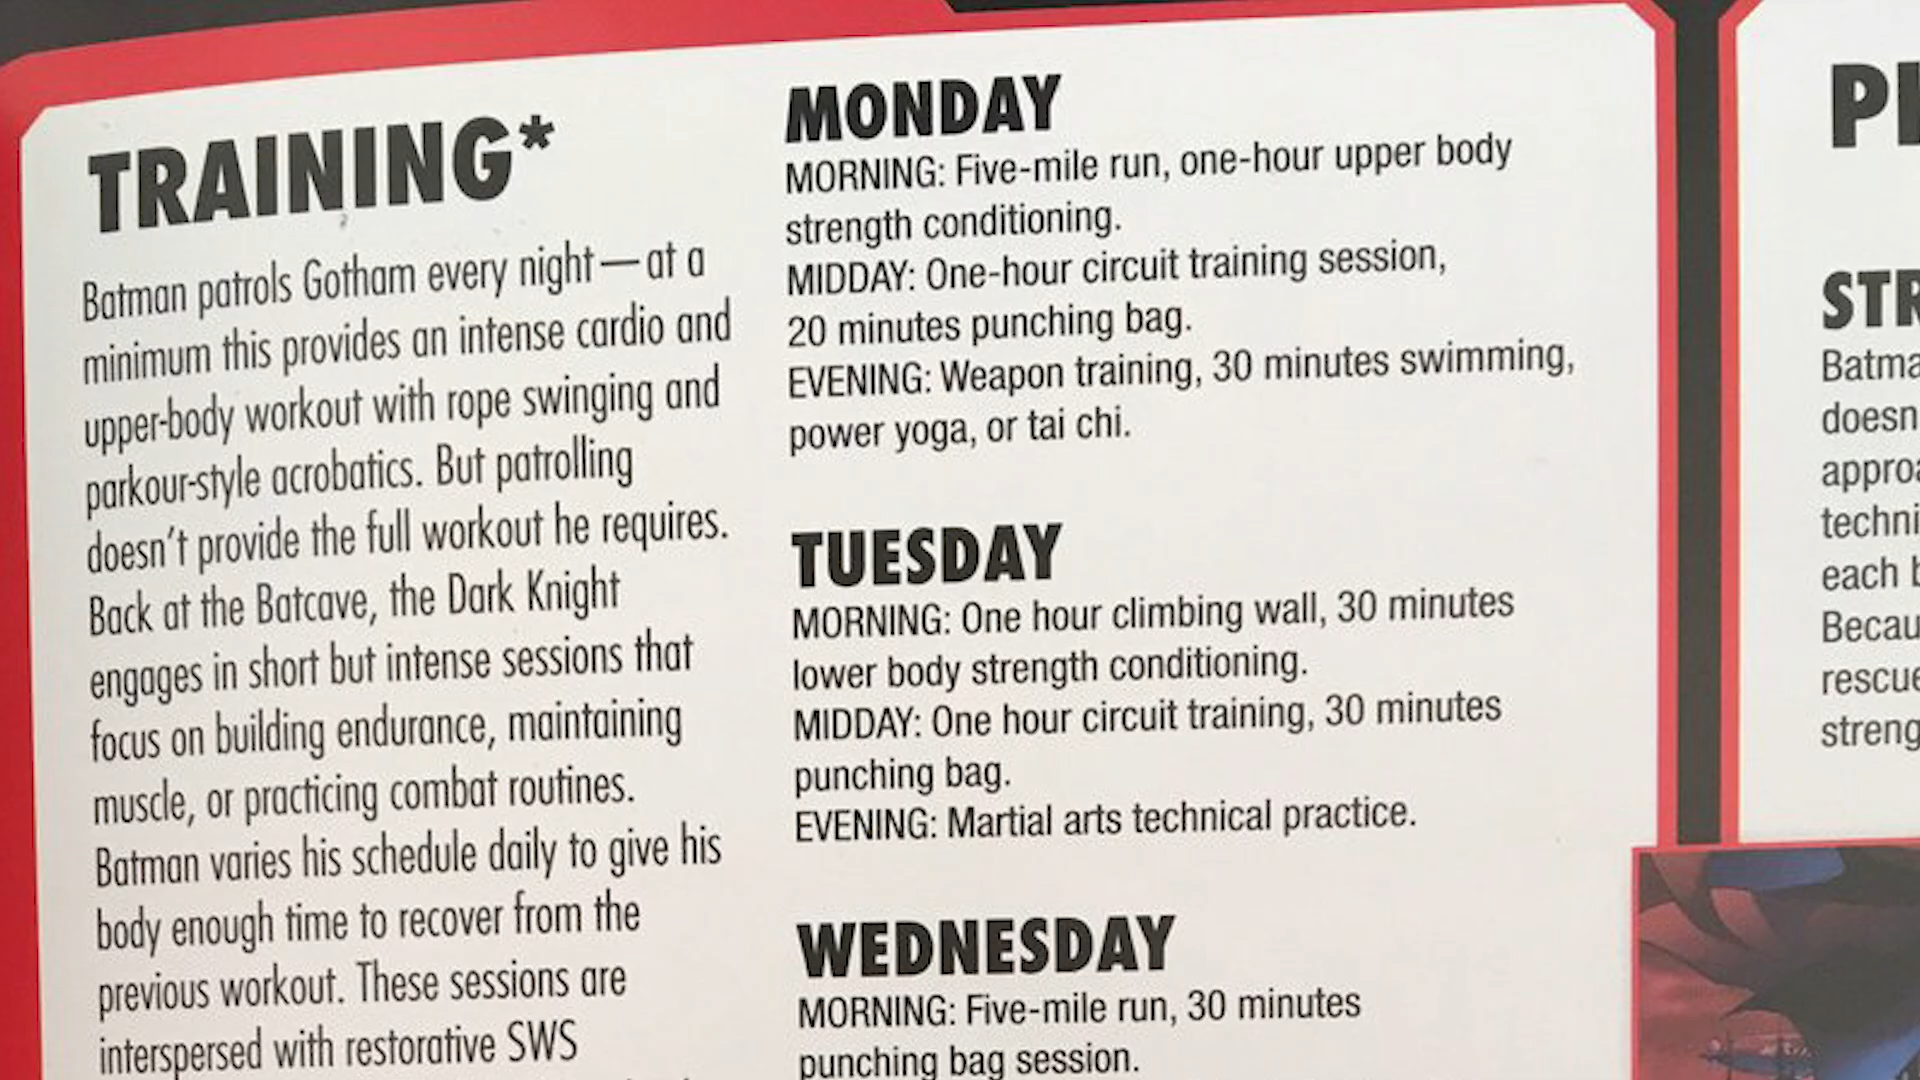 TRAINING*
Batman patrols Gotham every night—at a
minimum this provides an intense cardio and
upper-body workout with rope swinging and
parkour-style acrobatics. But patrolling
doesn't provide the full workout he requires.
Back at the Batcave, the Dark Knight
engages in short but intense sessions that
focus on building endurance, maintaining
muscle, or practicing combat routines.
Batman varies his schedule daily to give his
body enough time to recover from the
previous workout. These sessions are
interspersed with restorative SWS
MONDAY
MORNING: Five-mile run, one-hour upper body
strength conditioning.
MIDDAY: One-hour circuit training session,
20 minutes punching bag.
EVENING: Weapon training, 30 minutes swimming,
power yoga, or tai chi.
TUESDAY
MORNING: One hour climbing wall, 30 minutes
lower body strength conditioning.
MIDDAY: One hour circuit training, 30 minutes
punching bag.
EVENING: Martial arts technical practice.
WEDNESDAY
MORNING: Five-mile run, 30 minutes
punching bag session.
STR
Batma
doesn
approa
techni
each
Becau
rescue
streng